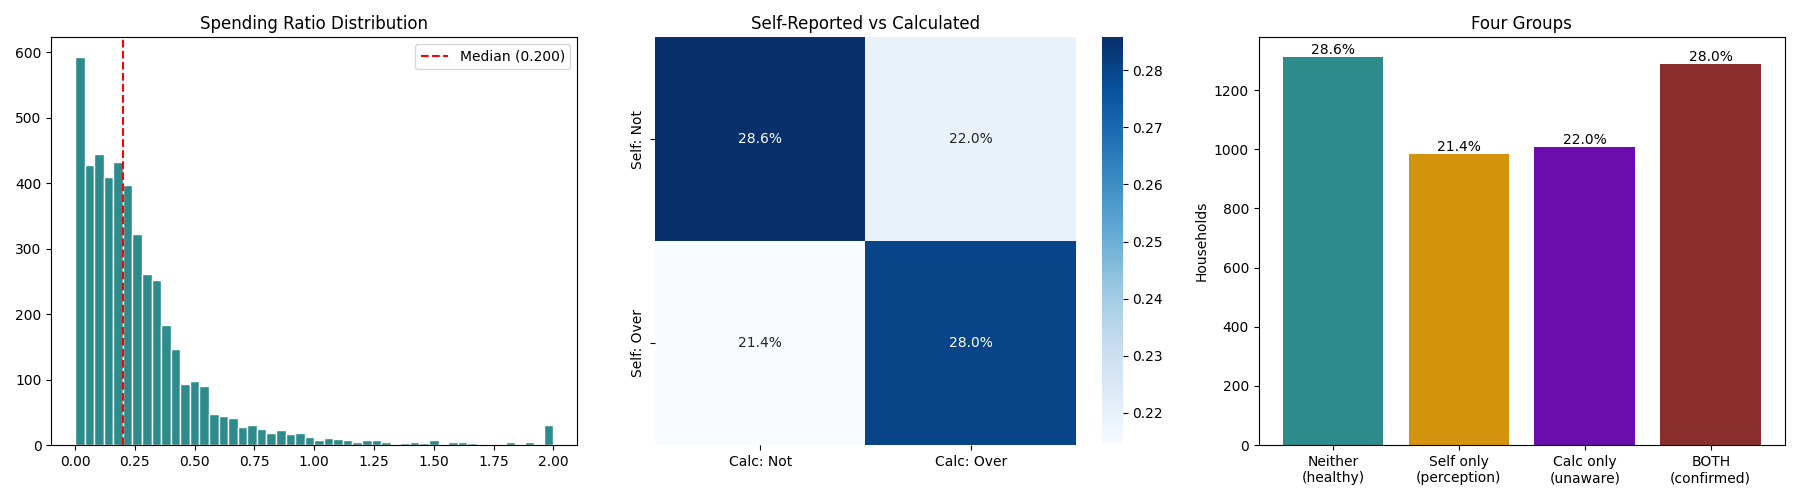 Spending Ratio Distribution
600
500
400
300
200
100
0
0.00 0.25 0.50 0.75 1.00 1.25 1.50 1.75 2.00
Median (0.200)
Self-Reported vs Calculated
Self: Not
Self: Over
28.6% 22.0%
21.4% 28.0%
Calc: Not Calc: Over
0.28
0.27
0.26
0.25
0.24
0.23
0.22
Four Groups
Households
1200
1000
800
600
400
200
0
28.6%
21.4%
22.0%
28.0%
Neither
(healthy)
Self only
(perception)
Calc only
(unaware)
BOTH
(confirmed)